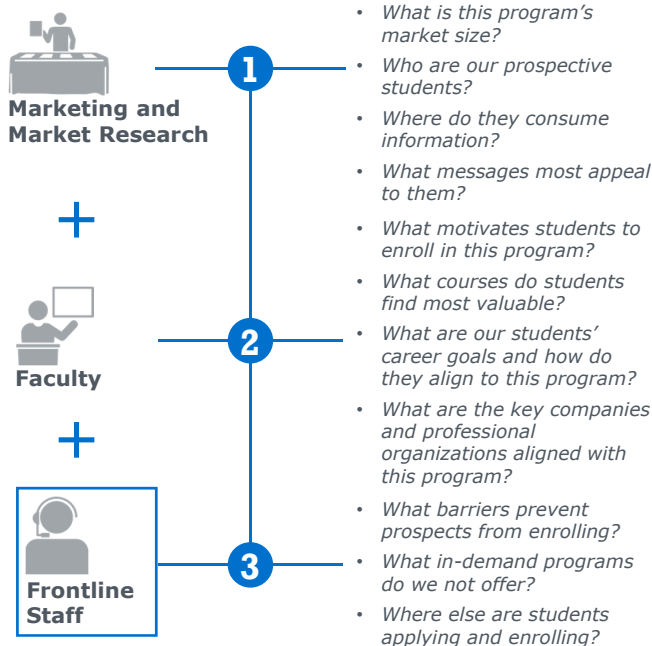 Marketing and
Market Research
+
Faculty
+
Frontline
Staff
1
2
3
• What is this program's
market size?
• Who are our prospective
students?
• Where do they consume
information?
• What messages most appeal
to them?
• What motivates students to
enroll in this program?
• What courses do students
find most valuable?
• What are our students'
career goals and how do
they align to this program?
• What are the key companies
and professional
organizations aligned with
this program?
• What barriers prevent
prospects from enrolling?
• What in-demand programs
do we not offer?
• Where else are students
applying and enrolling?